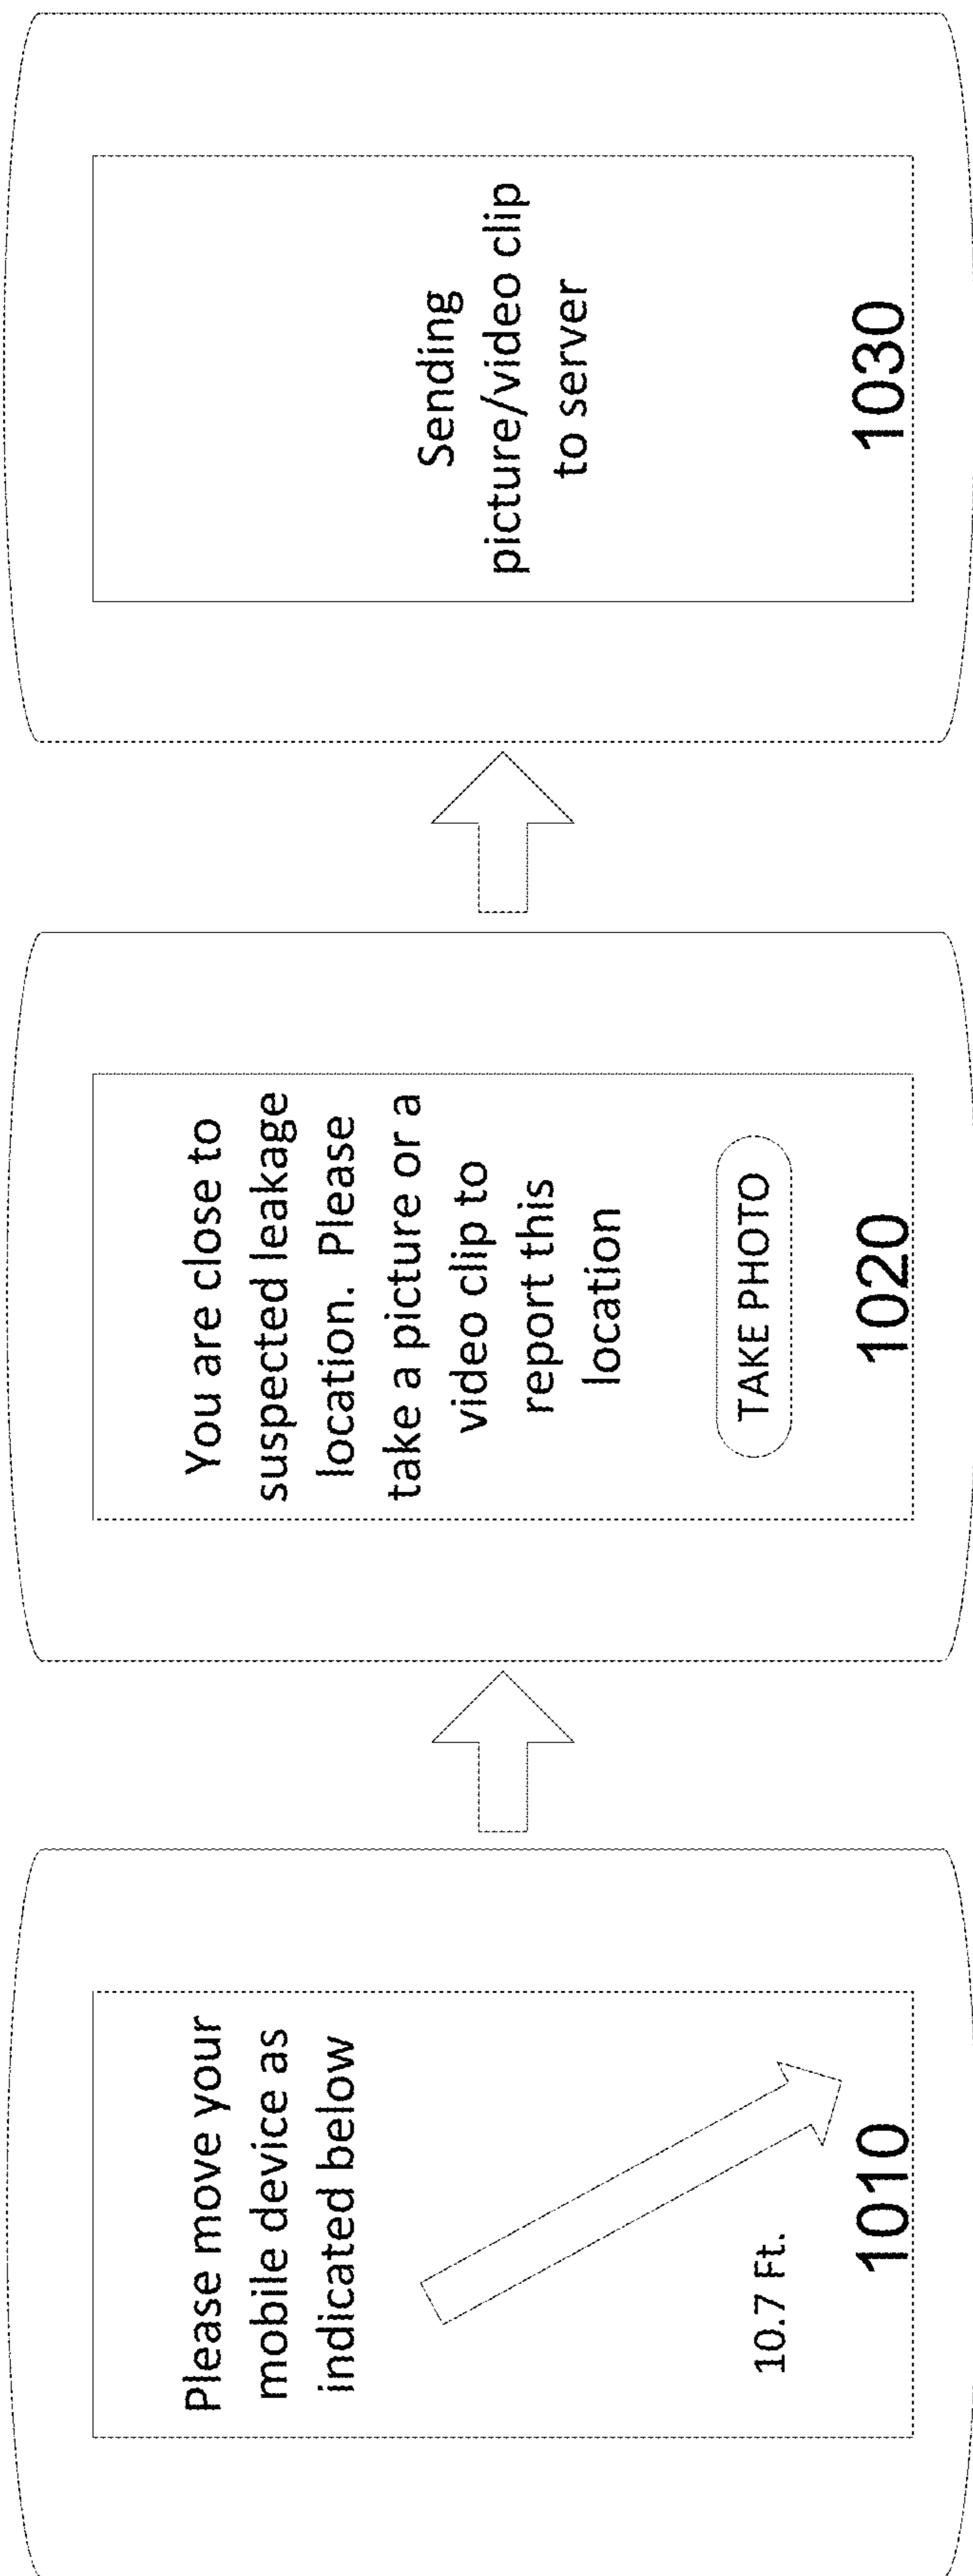 Please move your
mobile device as
indicated below
10.7 Ft.
1010
You are close to
suspected leakage
location. Please
take a picture or a
video clip to
report this
location
TAKE PHOTO
1020
Sending
picture/video clip
to server
1030